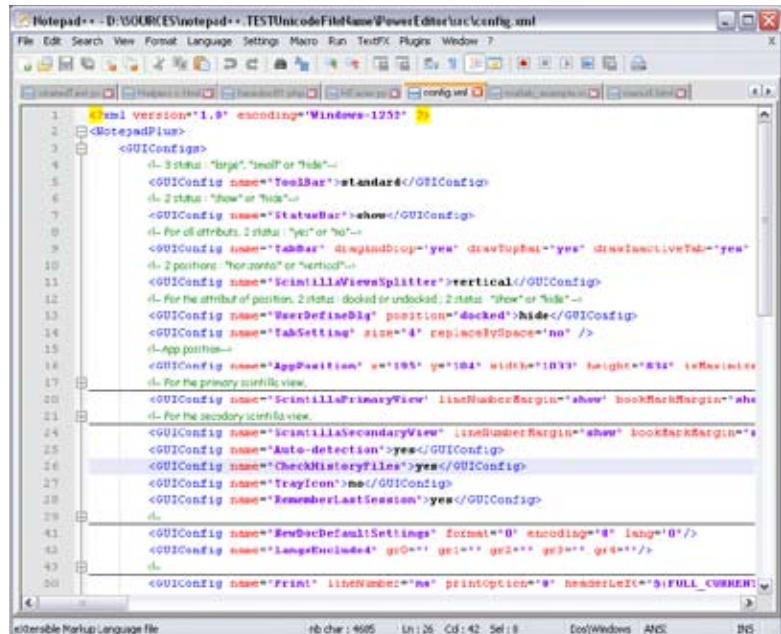 Notepad++ - D:\SOURCES\notepad++.TESTUnicodeFileName\PowerEditor\src\config.xml
File Edit Search View Format Language Settings Macro Run TextFX Plugins Window ? X
config.xml
1 <?xml version="1.0" encoding="Windows-1252" ?>
2 <NotepadPlus>
3 <GUIConfigs>
4 <!-- 3 status : "large", "small" or "hide"-->
5 <GUIConfig name="ToolBar">standard</GUIConfig>
6 <!-- 2 status : "show" or "hide"-->
7 <GUIConfig name="StatusBar">show</GUIConfig>
8 <!-- For all attributs, 2 status : "yes" or "no"-->
9 <GUIConfig name="TabBar" dragAndDrop="yes" drawTopBar="yes" drawInactiveTab="yes"
10 <!-- 2 positions : "horizontal" or "vertical"-->
11 <GUIConfig name="ScintillaViewsSplitter">vertical</GUIConfig>
12 <!-- For the attribut of position, 2 status : docked or undocked ; 2 status : "show" or "hide" -->
13 <GUIConfig name="UserDefineDlg" position="docked">hide</GUIConfig>
14 <GUIConfig name="TabSetting" size="4" replaceBySpace="no" />
15 <!--App position-->
16 <GUIConfig name="AppPosition" x="195" y="104" width="1033" height="834" isMaximize
17 <!-- For the primary scintilla view,
20 <GUIConfig name="ScintillaPrimaryView" lineNumberMargin="show" bookMarkMargin="sho
21 <!-- For the secodary scintilla view,
24 <GUIConfig name="ScintillaSecondaryView" lineNumberMargin="show" bookMarkMargin="s
25 <GUIConfig name="Auto-detection">yes</GUIConfig>
26 <GUIConfig name="CheckHistoryFiles">yes</GUIConfig>
27 <GUIConfig name="TrayIcon">no</GUIConfig>
28 <GUIConfig name="RememberLastSession">yes</GUIConfig>
29 <!--
41 <GUIConfig name="NewDocDefaultSettings" format="0" encoding="0" lang="0"/>
42 <GUIConfig name="LangsExcluded" gr0="" gr1="" gr2="" gr3="" gr4=""/>
43 <!--
50 <GUIConfig name="Print" lineNumber="no" printOption="0" headerLeft="$(FULL_CURRENT
eXtensible Markup Language file nb char : 4605 Ln : 26 Col : 42 Sel : 0 Dos\Windows ANSI INS